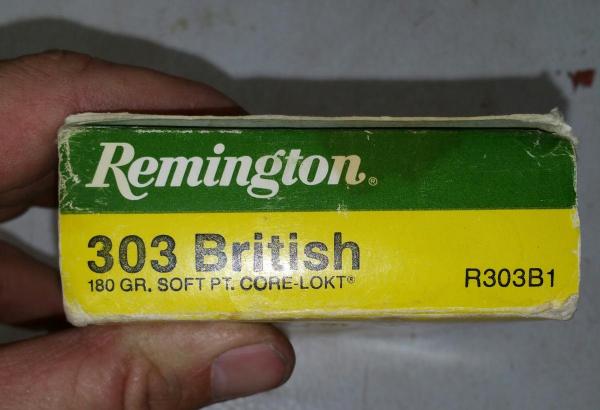 Remington®
303 British
180 GR. SOFT PT. CORE-LOKT®
R303B1